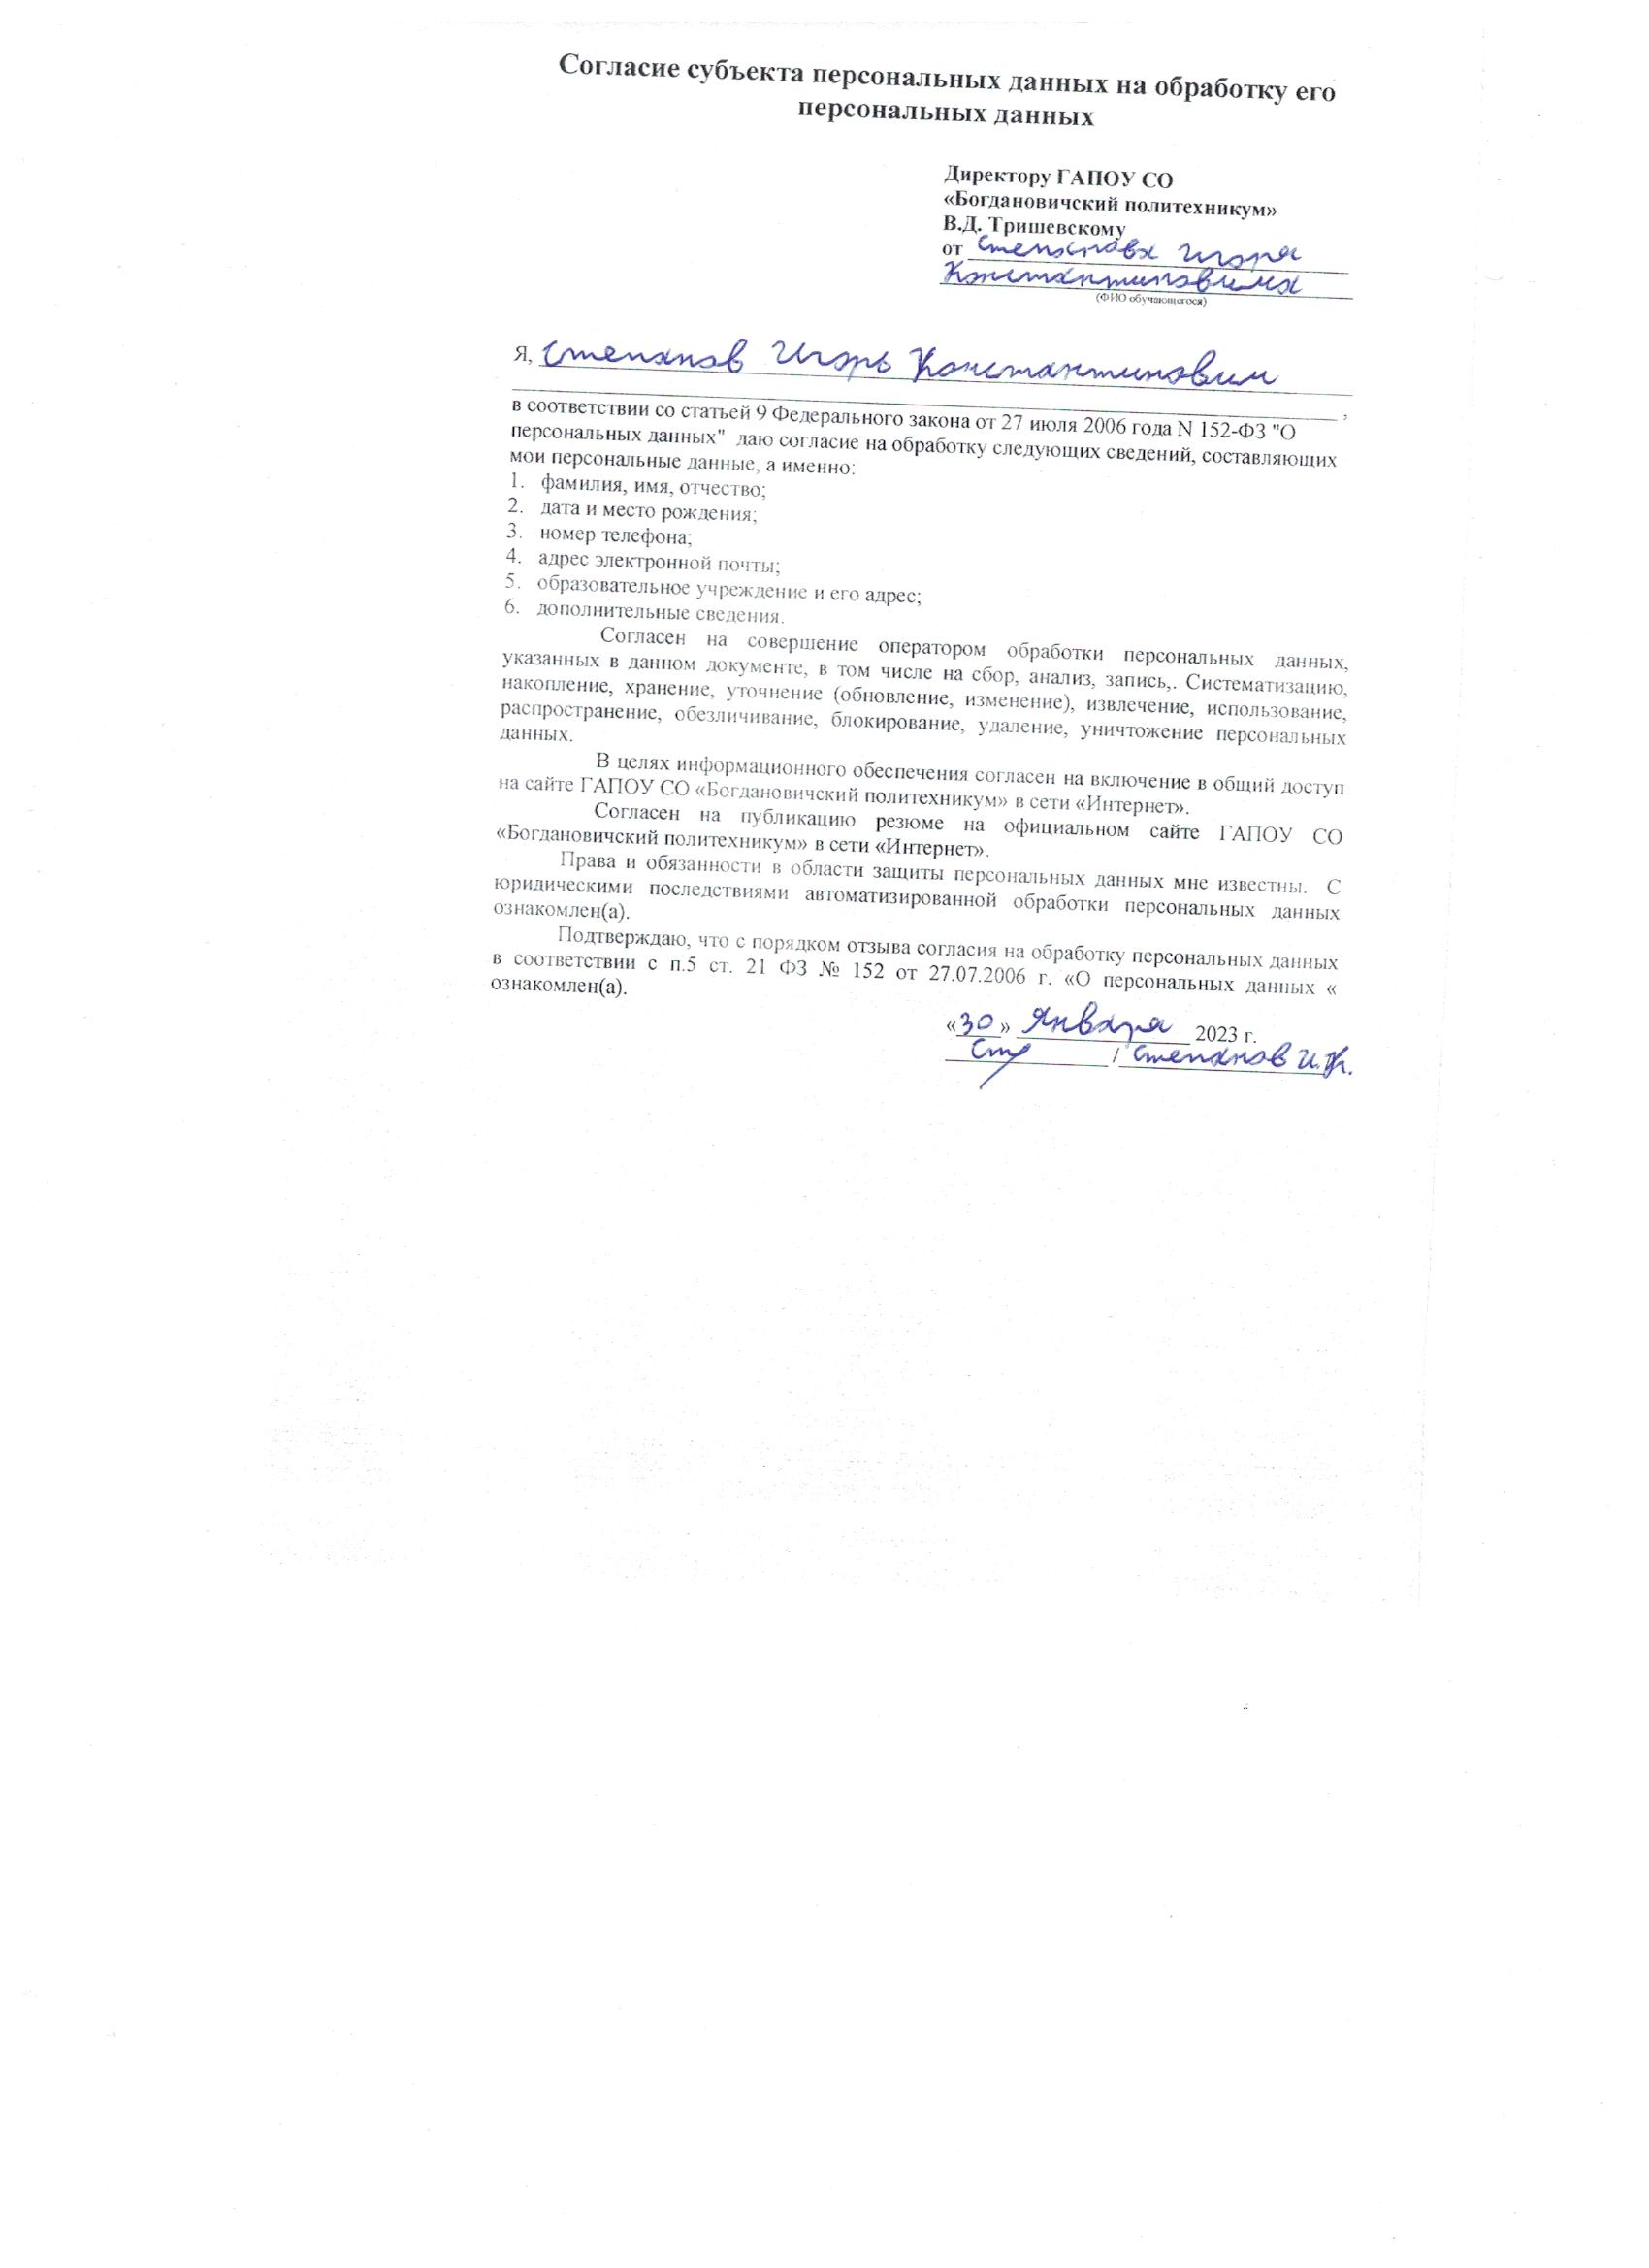 Согласие субъекта персональных данных на обработку его
персональных данных
Директору ГАПОУ СО
«Богдановичский политехникум»
В.Д. Тришевскому
от Степанова Игоря
Константиновича
(ФИО обучающегося)
Я, Степанов Игорь Константинович
,
в соответствии со статьей 9 Федерального закона от 27 июля 2006 года N 152-ФЗ "О
персональных данных" даю согласие на обработку следующих сведений, составляющих
мои персональные данные, а именно:
1. фамилия, имя, отчество;
2. дата и место рождения;
3. номер телефона;
4. адрес электронной почты;
5. образовательное учреждение и его адрес;
6. дополнительные сведения.
Согласен на совершение оператором обработки персональных данных,
указанных в данном документе, в том числе на сбор, анализ, запись,. Систематизацию,
накопление, хранение, уточнение (обновление, изменение), извлечение, использование,
распространение, обезличивание, блокирование, удаление, уничтожение персональных
данных.
В целях информационного обеспечения согласен на включение в общий доступ
на сайте ГАПОУ СО «Богдановичский политехникум» в сети «Интернет».
Согласен на публикацию резюме на официальном сайте ГАПОУ СО
«Богдановичский политехникум» в сети «Интернет».
Права и обязанности в области защиты персональных данных мне известны. С
юридическими последствиями автоматизированной обработки персональных данных
ознакомлен(а).
Подтверждаю, что с порядком отзыва согласия на обработку персональных данных
в соответствии с п.5 ст. 21 ФЗ № 152 от 27.07.2006 г. «О персональных данных «
ознакомлен(а).
«30» Января 2023 г.
/ Степанов И.К.